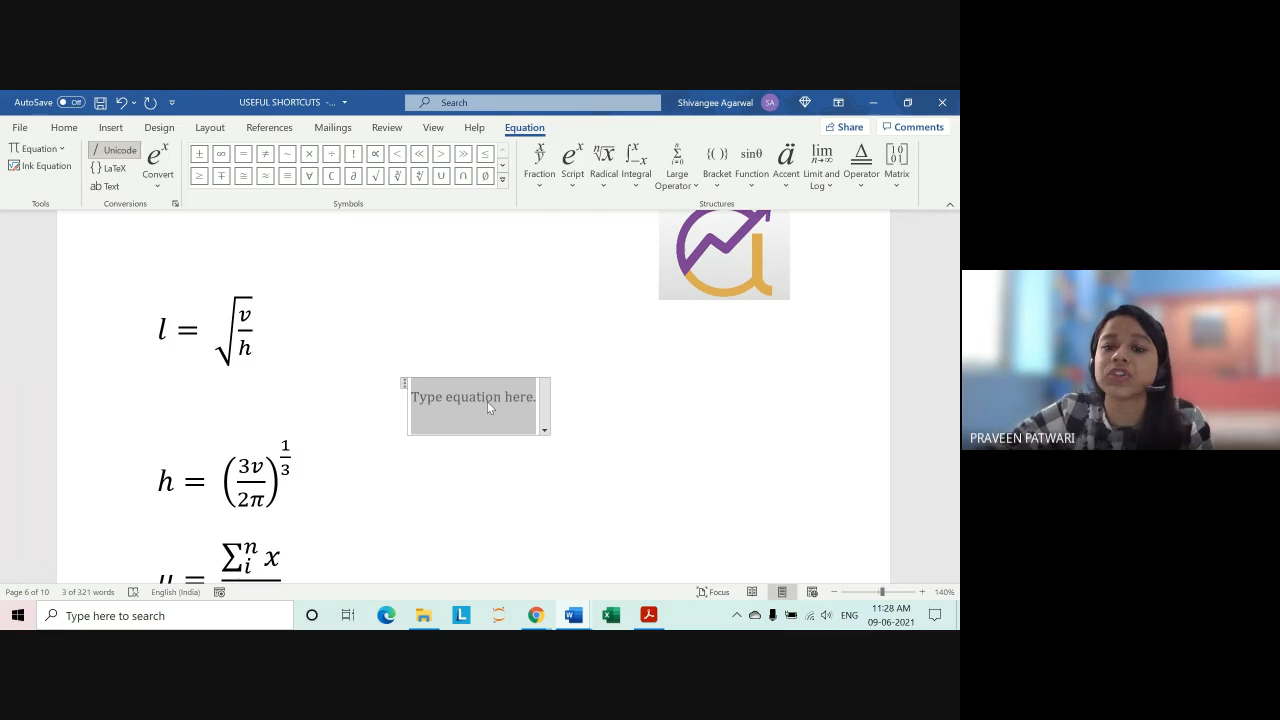 AutoSave Off USEFUL SHORTCUTS -... Search Shivangee Agarwal SA
File Home Insert Design Layout References Mailings Review View Help Equation Share Comments
Equation Unicode Convert
Ink Equation LaTeX
Text
± ∞ = ≠ ~ × ÷ ! ∝ < ≪ > ≫ ≤
≥ ∓ ≅ ≈ ≡ ∀ ∁ ∂ √ ∛ ∜ ∪ ∩ ∅
Fraction Script Radical Integral Large Operator Bracket Function Accent Limit and Log Operator Matrix
Tools Conversions Symbols Structures
l = √(v/h)
Type equation here.
h = (3v/2π)^(1/3)
PRAVEEN PATWARI
∑_i^n x
Page 6 of 10 3 of 321 words English (India) Focus 140%
Type here to search
ENG
11:28 AM
09-06-2021